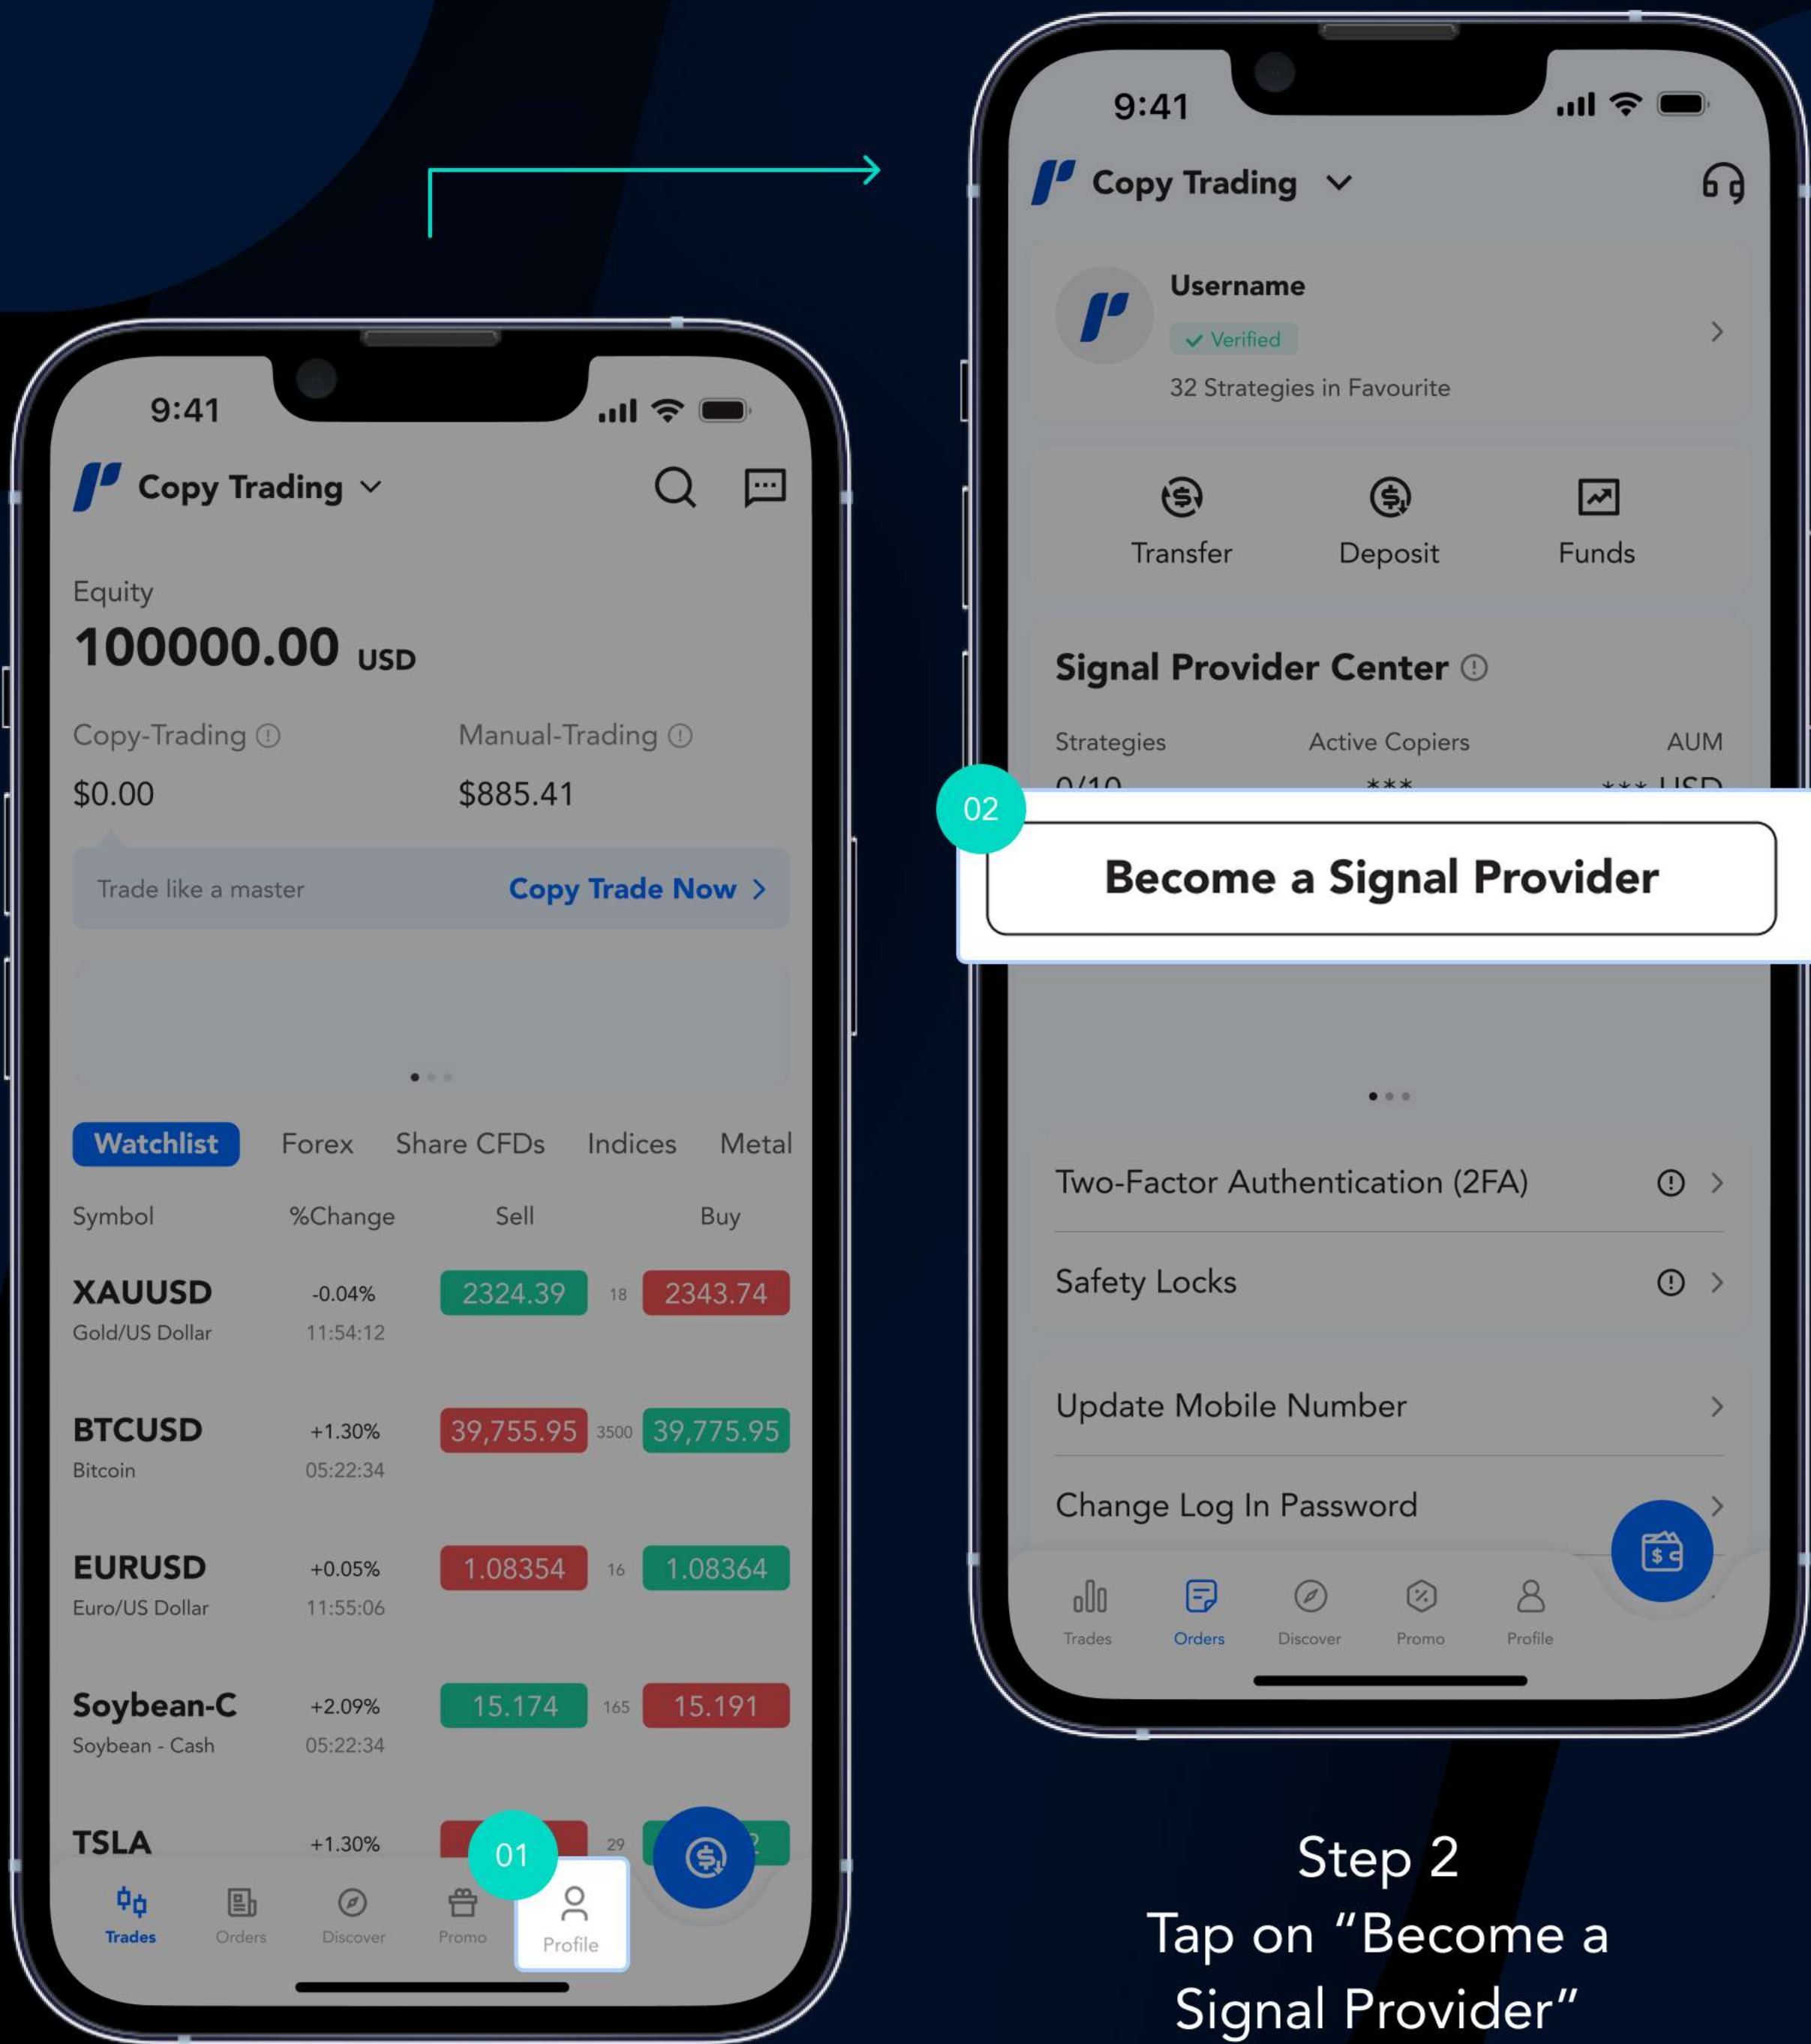 9:41
Copy Trading
Equity
100000.00 USD
Copy-Trading Manual-Trading
$0.00 $885.41
Trade like a master Copy Trade Now >
Watchlist Forex Share CFDs Indices Metal
Symbol %Change Sell Buy
XAUUSD -0.04% 2324.39 18 2343.74
Gold/US Dollar 11:54:12
BTCUSD +1.30% 39,755.95 3500 39,775.95
Bitcoin 05:22:34
EURUSD +0.05% 1.08354 16 1.08364
Euro/US Dollar 11:55:06
Soybean-C +2.09% 15.174 165 15.191
Soybean - Cash 05:22:34
TSLA +1.30% 29
01
Trades Orders Discover Promo Profile
9:41
Copy Trading
Username
Verified
32 Strategies in Favourite
Transfer Deposit Funds
Signal Provider Center
Strategies Active Copiers AUM
0/10 *** *** USD
02
Become a Signal Provider
Two-Factor Authentication (2FA)
Safety Locks
Update Mobile Number
Change Log In Password
Trades Orders Discover Promo Profile
Step 2
Tap on “Become a
Signal Provider”